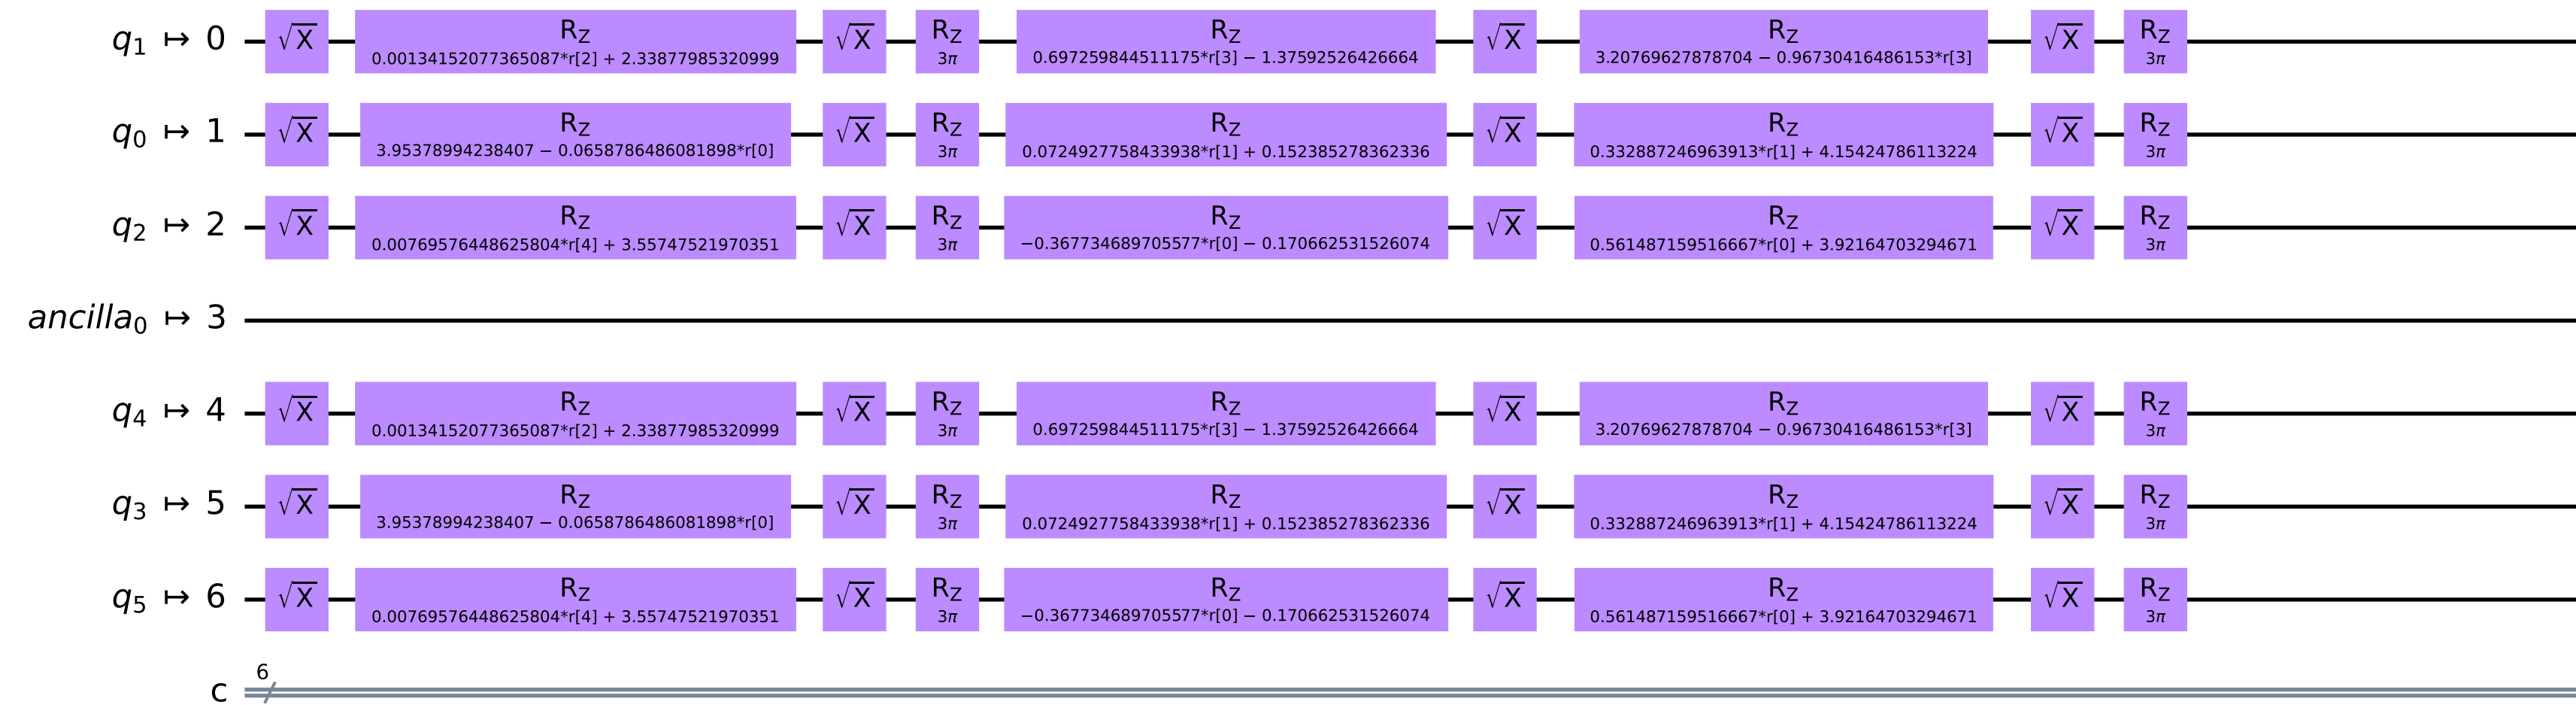 q1 ↦ 0 √X RZ √X RZ RZ √X RZ √X RZ
0.00134152077365087*r[2] + 2.33877985320999 3π 0.697259844511175*r[3] − 1.37592526426664 3.20769627878704 − 0.96730416486153*r[3] 3π
q0 ↦ 1 √X RZ √X RZ RZ √X RZ √X RZ
3.95378994238407 − 0.0658786486081898*r[0] 3π 0.0724927758433938*r[1] + 0.152385278362336 0.332887246963913*r[1] + 4.15424786113224 3π
q2 ↦ 2 √X RZ √X RZ RZ √X RZ √X RZ
0.00769576448625804*r[4] + 3.55747521970351 3π −0.367734689705577*r[0] − 0.170662531526074 0.561487159516667*r[0] + 3.92164703294671 3π
ancilla0 ↦ 3
q4 ↦ 4 √X RZ √X RZ RZ √X RZ √X RZ
0.00134152077365087*r[2] + 2.33877985320999 3π 0.697259844511175*r[3] − 1.37592526426664 3.20769627878704 − 0.96730416486153*r[3] 3π
q3 ↦ 5 √X RZ √X RZ RZ √X RZ √X RZ
3.95378994238407 − 0.0658786486081898*r[0] 3π 0.0724927758433938*r[1] + 0.152385278362336 0.332887246963913*r[1] + 4.15424786113224 3π
q5 ↦ 6 √X RZ √X RZ RZ √X RZ √X RZ
0.00769576448625804*r[4] + 3.55747521970351 3π −0.367734689705577*r[0] − 0.170662531526074 0.561487159516667*r[0] + 3.92164703294671 3π
6
c